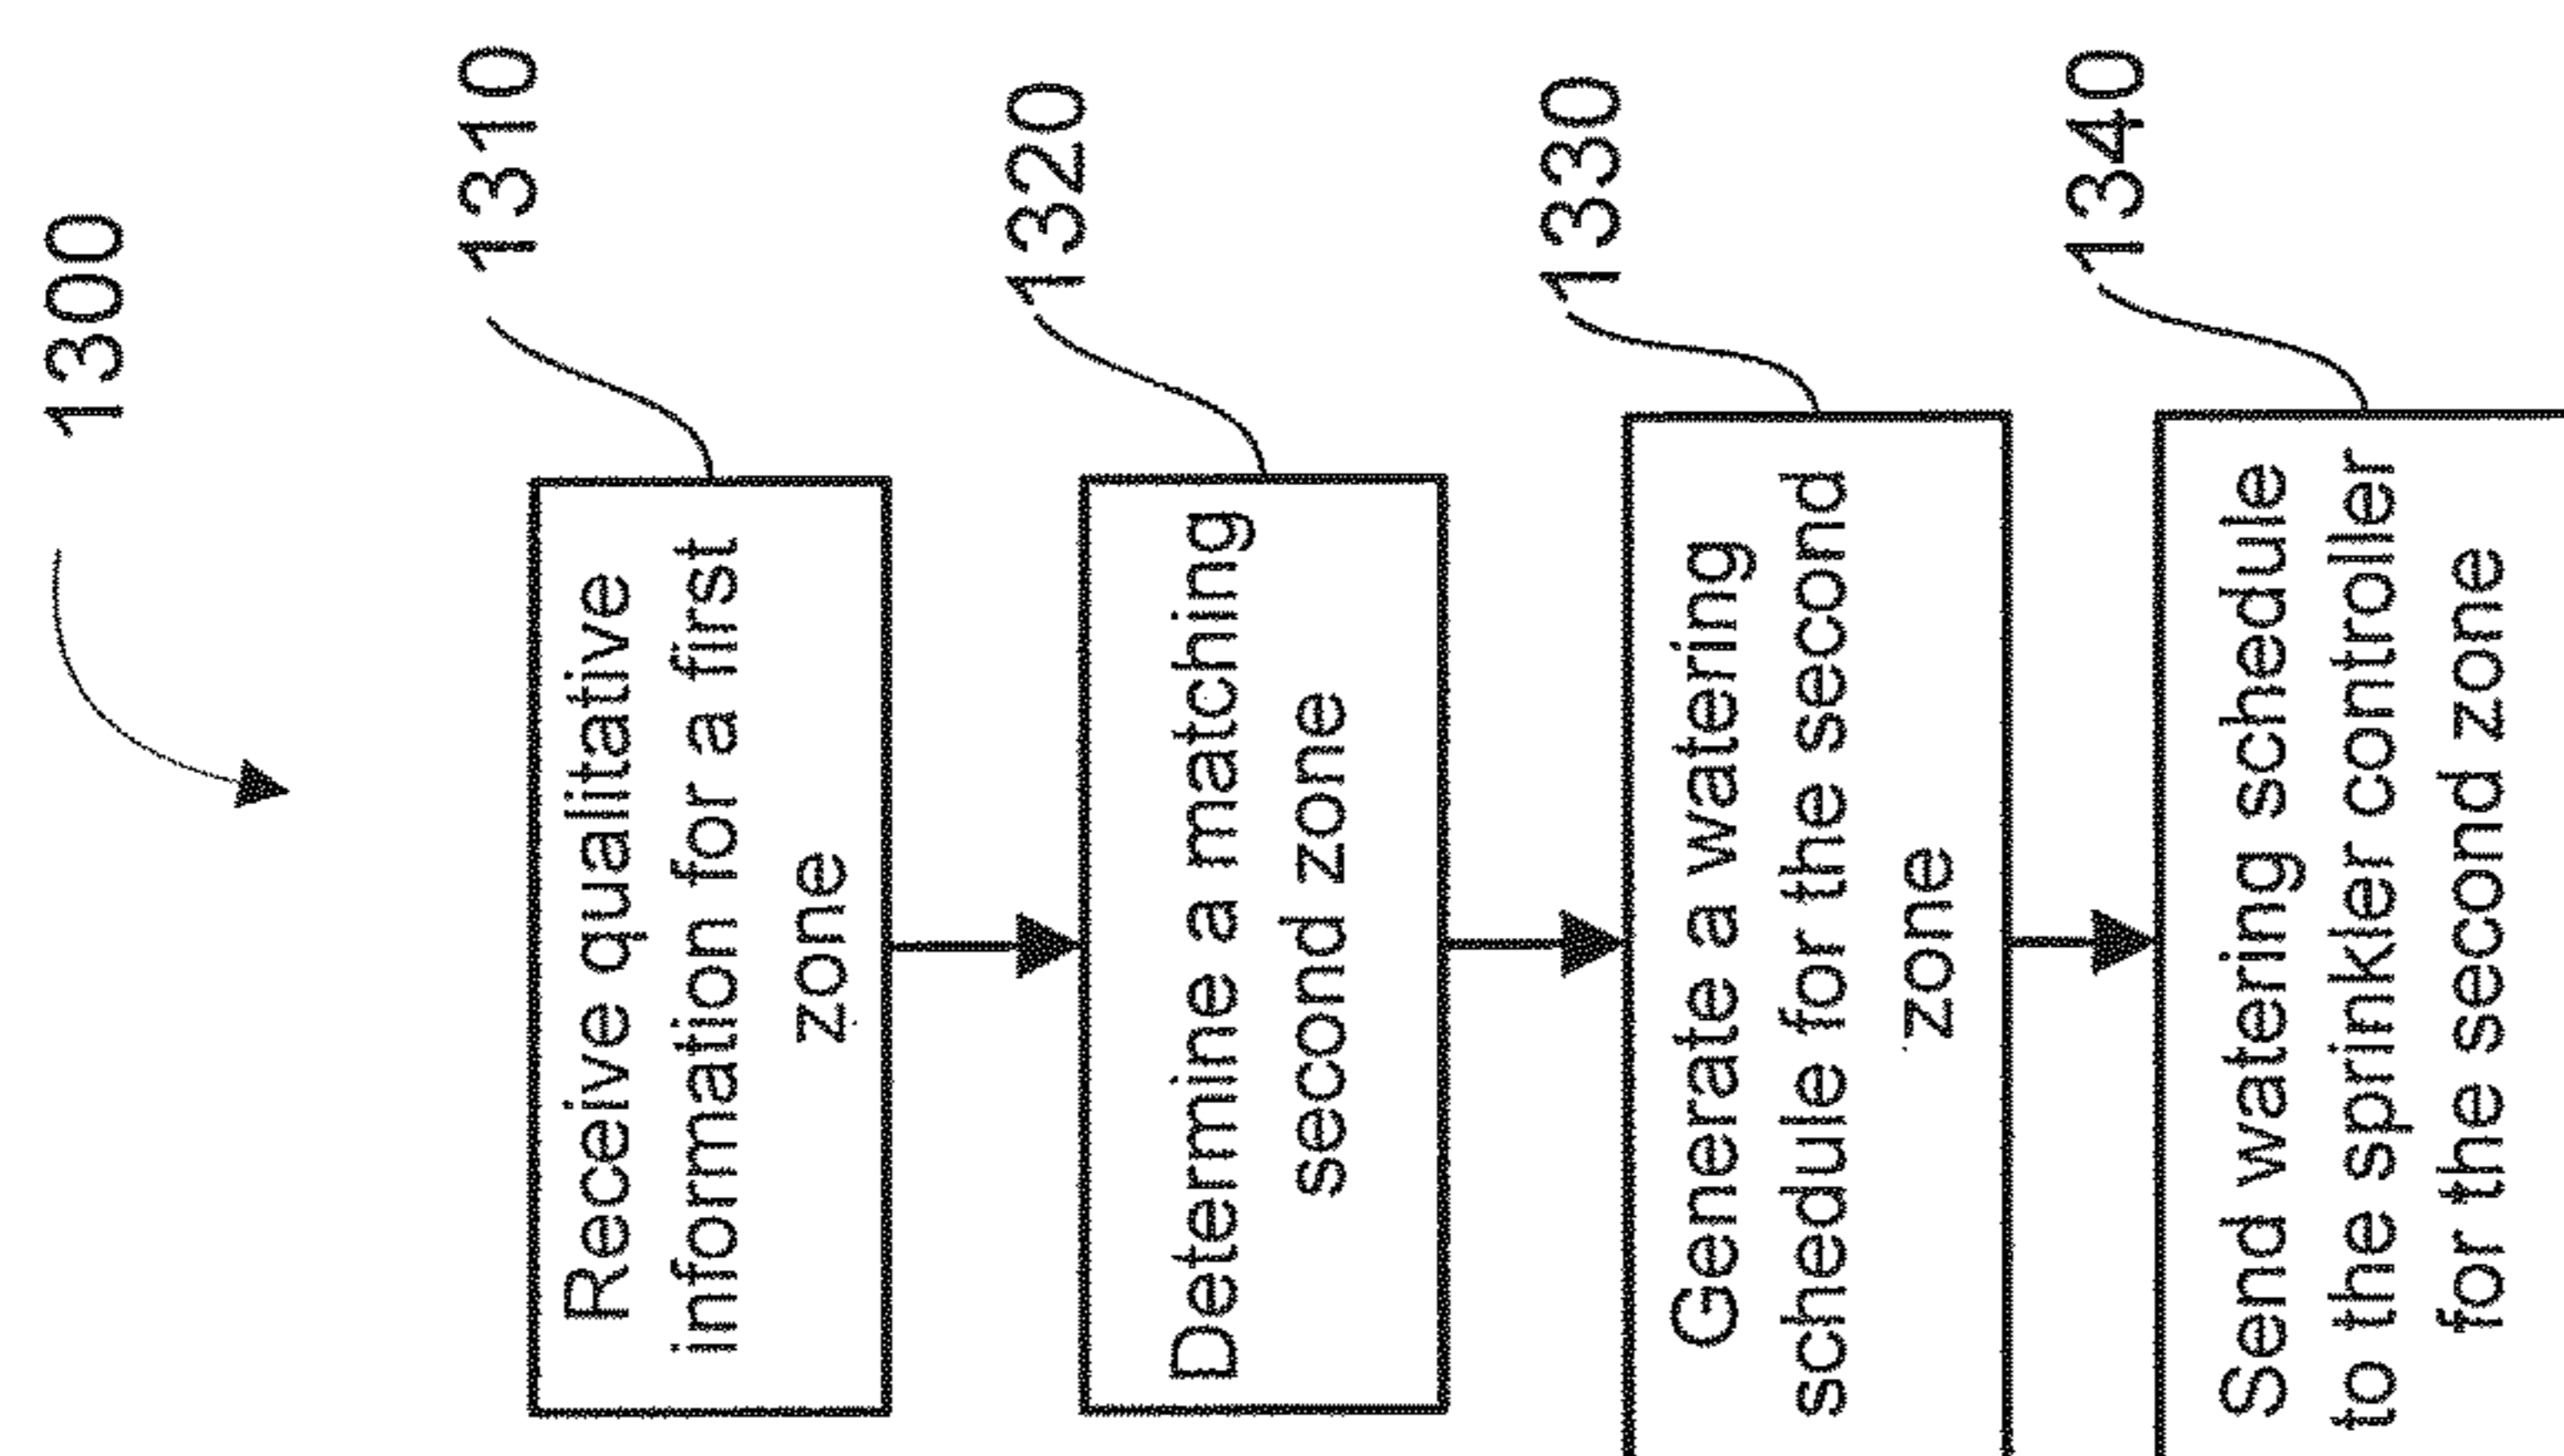 1300
1310
Receive qualitative
information for a first
zone
1320
Determine a matching
second zone
1330
Generate a watering
schedule for the second
zone
1340
Send watering schedule
to the sprinkler controller
for the second zone